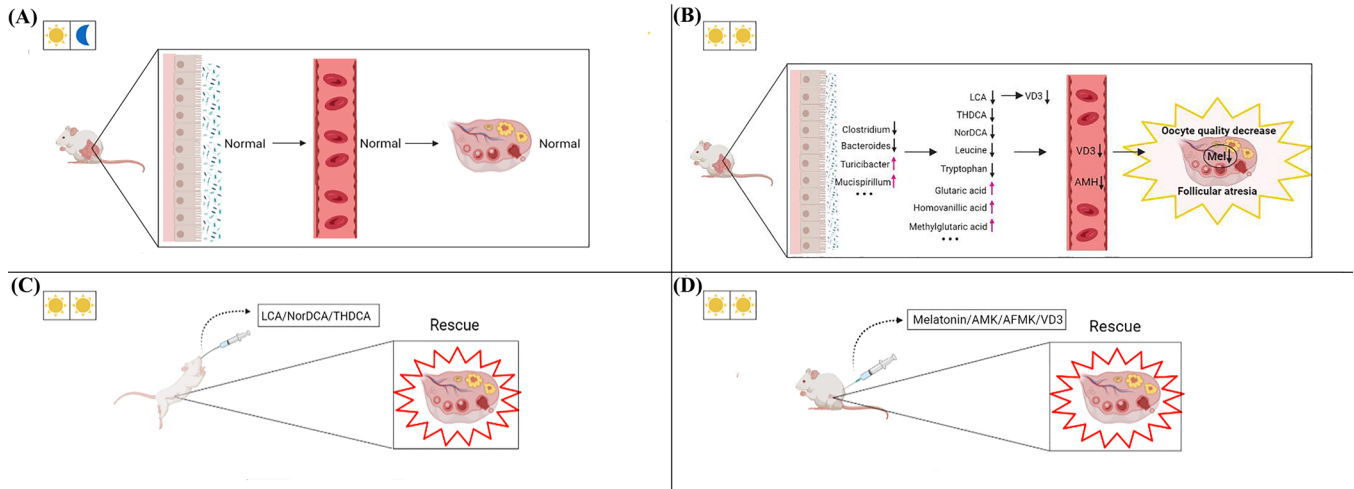 (A)
Normal
Normal
Normal
(B)
Clostridium↓
Bacteroides↓
Turicibacter↑
Mucispirillum↑
•••
LCA↓
VD3↓
THDCA↓
NorDCA↓
Leucine↓
Tryptophan↓
Glutaric acid↑
Homovanillic acid↑
Methylglutaric acid↑
•••
VD3↓
AMH↓
Oocyte quality decrease
Mel↓
Follicular atresia
(C)
LCA/NorDCA/THDCA
Rescue
(D)
Melatonin/AMK/AFMK/VD3
Rescue